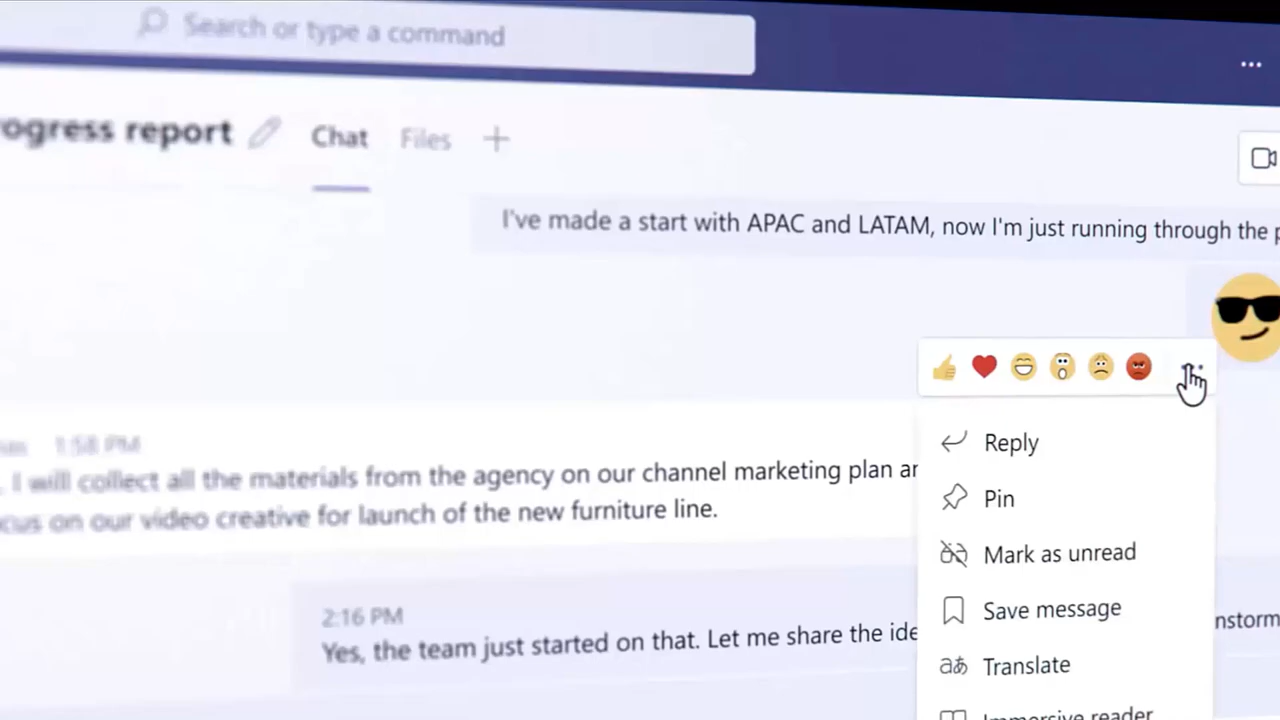 Search or type a command
ogress report Chat Files
I've made a start with APAC and LATAM, now I'm just running through the p
1:58 PM
. I will collect all the materials from the agency on our channel marketing plan an
cus on our video creative for launch of the new furniture line.
2:16 PM
Yes, the team just started on that. Let me share the ide
nstorm
Reply
Pin
Mark as unread
Save message
Translate
Immersive reader